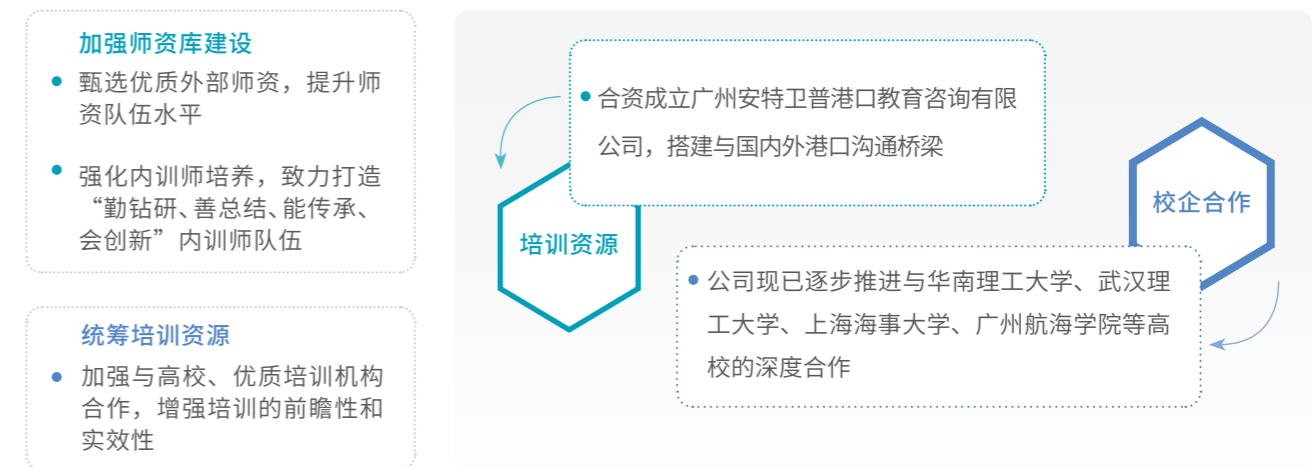 加强师资库建设
甄选优质外部师资，提升师
资队伍水平
强化内训师培养，致力打造
“勤钻研、善总结、能传承、
会创新”内训师队伍
统筹培训资源
加强与高校、优质培训机构
合作，增强培训的前瞻性和
实效性
合资成立广州安特卫普港口教育咨询有限
公司，搭建与国内外港口沟通桥梁
培训资源
校企合作
公司现已逐步推进与华南理工大学、武汉理
工大学、上海海事大学、广州航海学院等高
校的深度合作